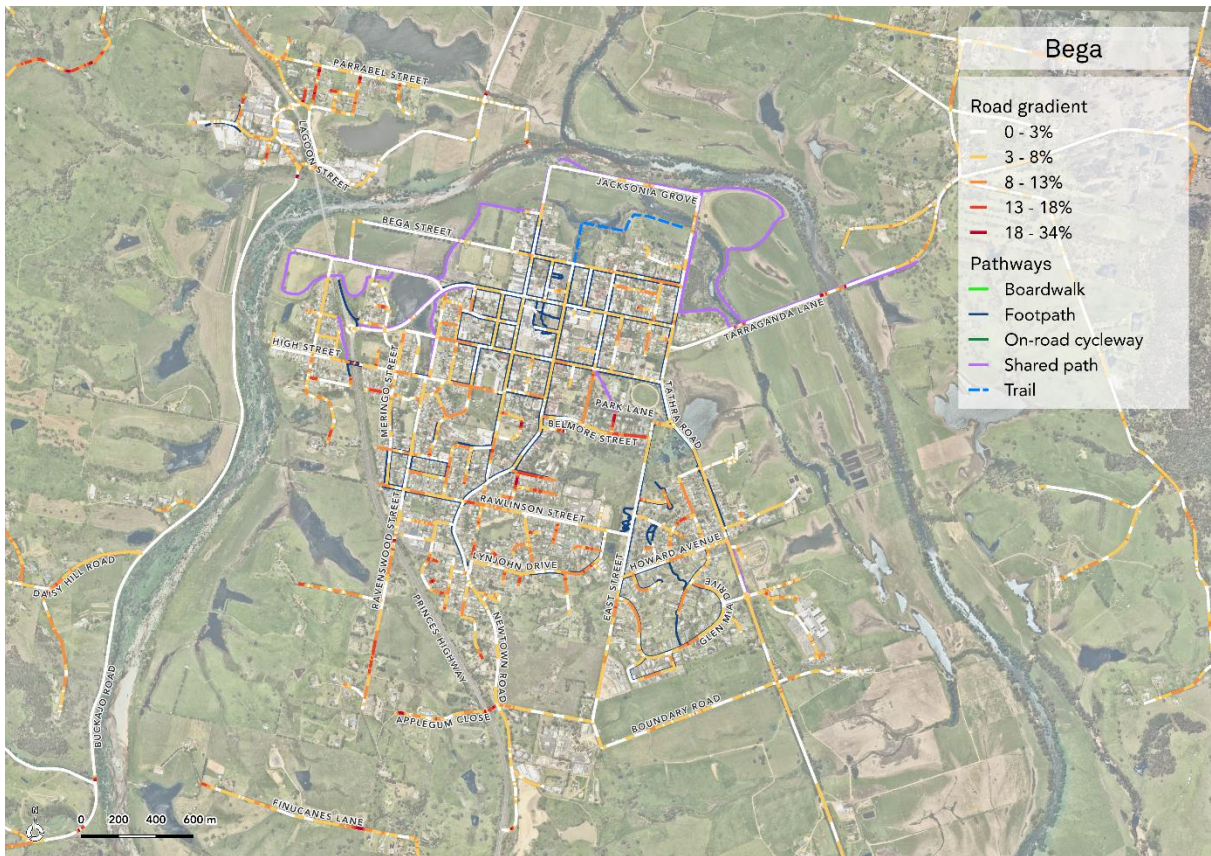 Bega
Road gradient
0 - 3%
3 - 8%
8 - 13%
13 - 18%
18 - 34%
Pathways
Boardwalk
Footpath
On-road cycleway
Shared path
Trail
PARRABEL STREET
LAGOON STREET
JACKSONIA GROVE
BEGA STREET
TARRAGANDA LANE
HIGH STREET
MERINGO STREET
PARK LANE
TATHRA ROAD
BELMORE STREET
RAWLINSON STREET
RAVENSWOOD STREET
LYNJOHN DRIVE
HOWARD AVENUE
DAISY HILL ROAD
EAST STREET
GLEN MIA DRIVE
PRINCES HIGHWAY
NEWTOWN ROAD
BUCKAJO ROAD
APPLEGUM CLOSE
BOUNDARY ROAD
FINUCANES LANE
N
0 200 400 600 m